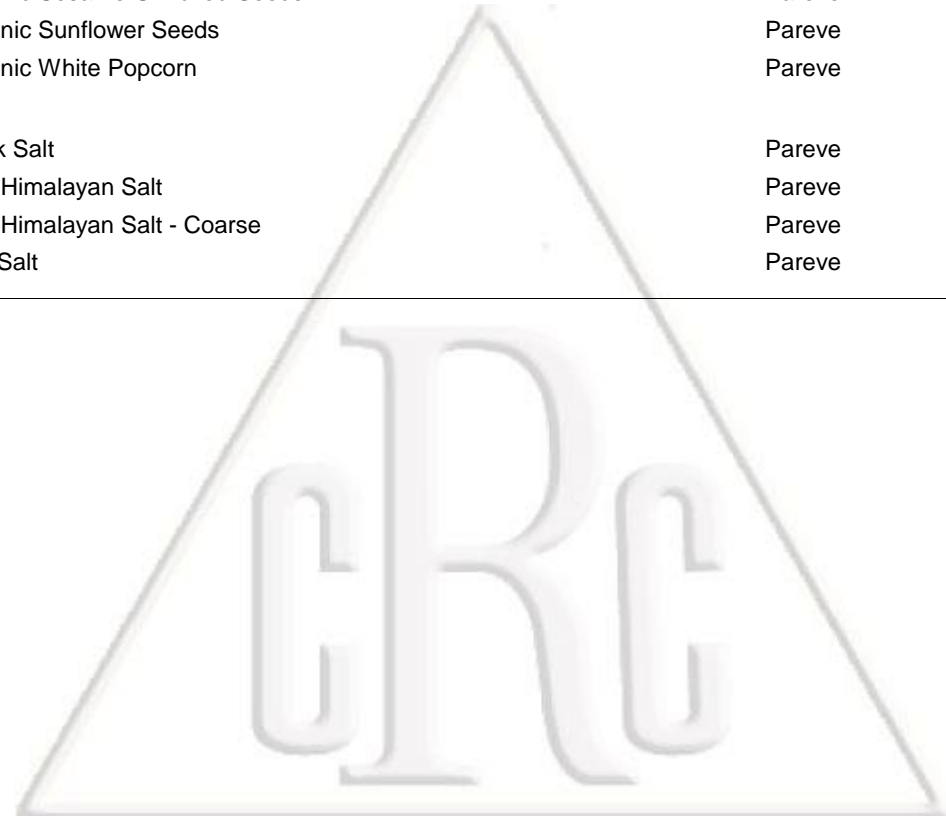 nic Sunflower Seeds Pareve
nic White Popcorn Pareve
k Salt Pareve
Himalayan Salt Pareve
Himalayan Salt - Coarse Pareve
Salt Pareve
cRc